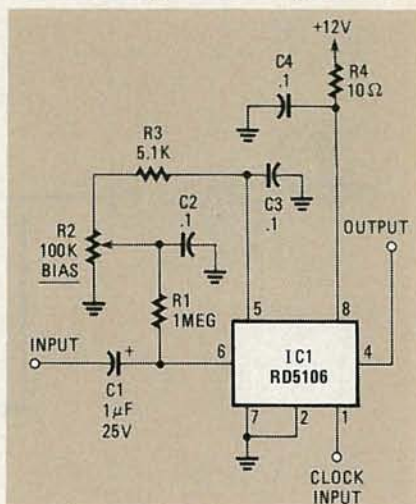 +12V
C4
.1
R4
10Ω
R3
5.1K
C2
.1
C3
.1
R2
100K
BIAS
OUTPUT
R1
1MEG
5
8
INPUT
+
6
IC1
RD5106
4
C1
1µF
25V
7
2
1
CLOCK
INPUT